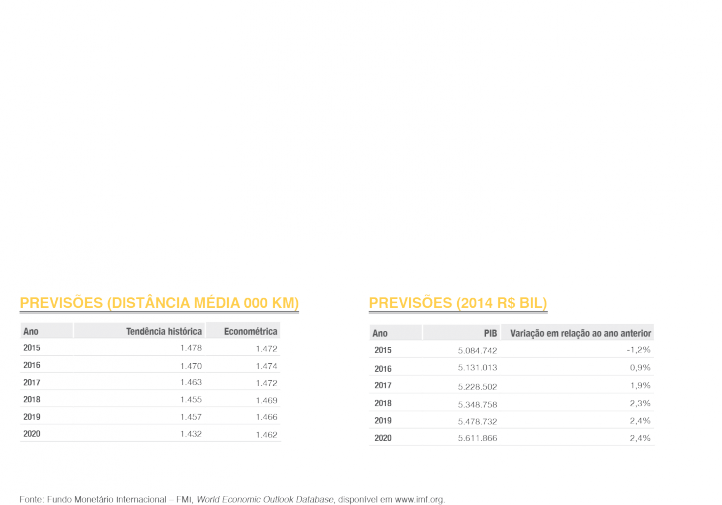 PREVISÕES (DISTÂNCIA MÉDIA 000 KM)
Ano Tendência histórica Econométrica
2015 1.478 1.472
2016 1.470 1.474
2017 1.463 1.472
2018 1.455 1.469
2019 1.457 1.466
2020 1.432 1.462
PREVISÕES (2014 R$ BIL)
Ano PIB Variação em relação ao ano anterior
2015 5.084.742 -1,2%
2016 5.131.013 0,9%
2017 5.228.502 1,9%
2018 5.348.758 2,3%
2019 5.478.732 2,4%
2020 5.611.866 2,4%
Fonte: Fundo Monetário Internacional – FMI, World Economic Outlook Database, disponível em www.imf.org.